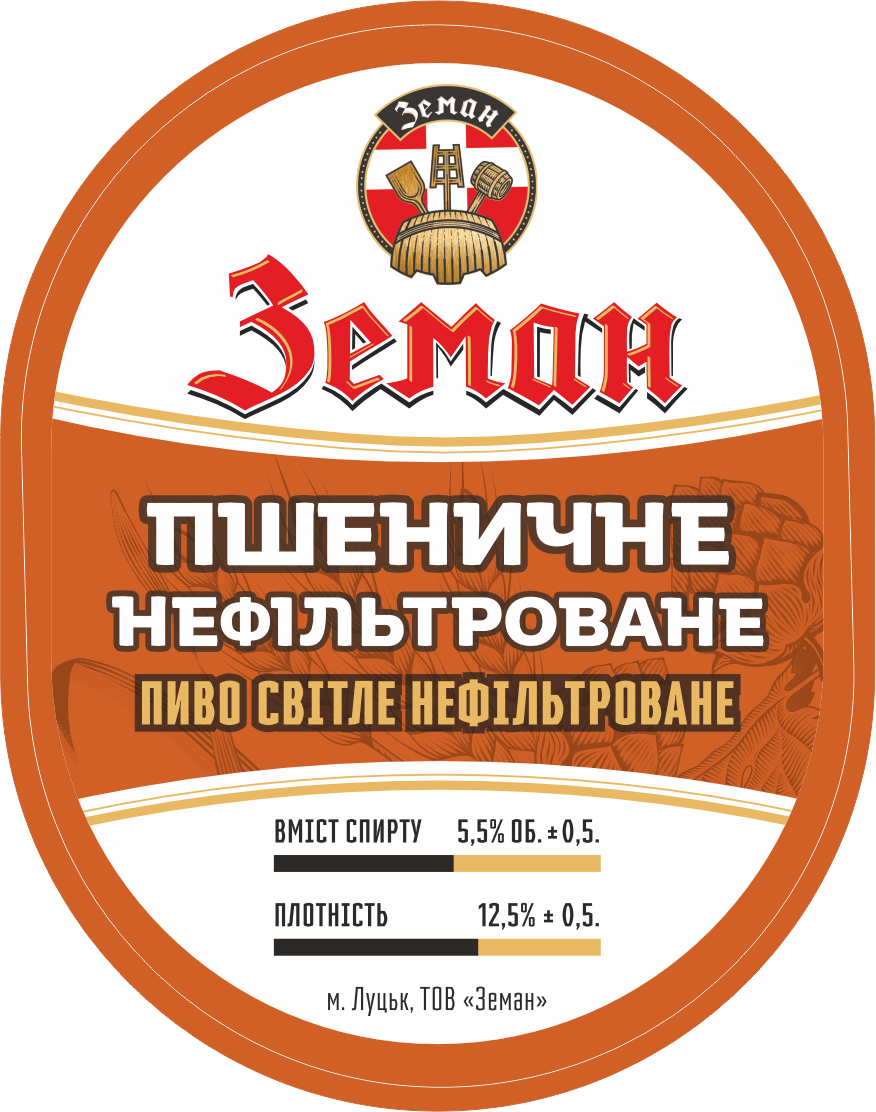 Земан
Земан
ПШЕНИЧНЕ
НЕФІЛЬТРОВАНЕ
ПИВО СВІТЛЕ НЕФІЛЬТРОВАНЕ
ВМІСТ СПИРТУ 5,5% ОБ. ± 0,5.
ПЛОТНІСТЬ 12,5% ± 0,5.
м. Луцьк, ТОВ «Земан»